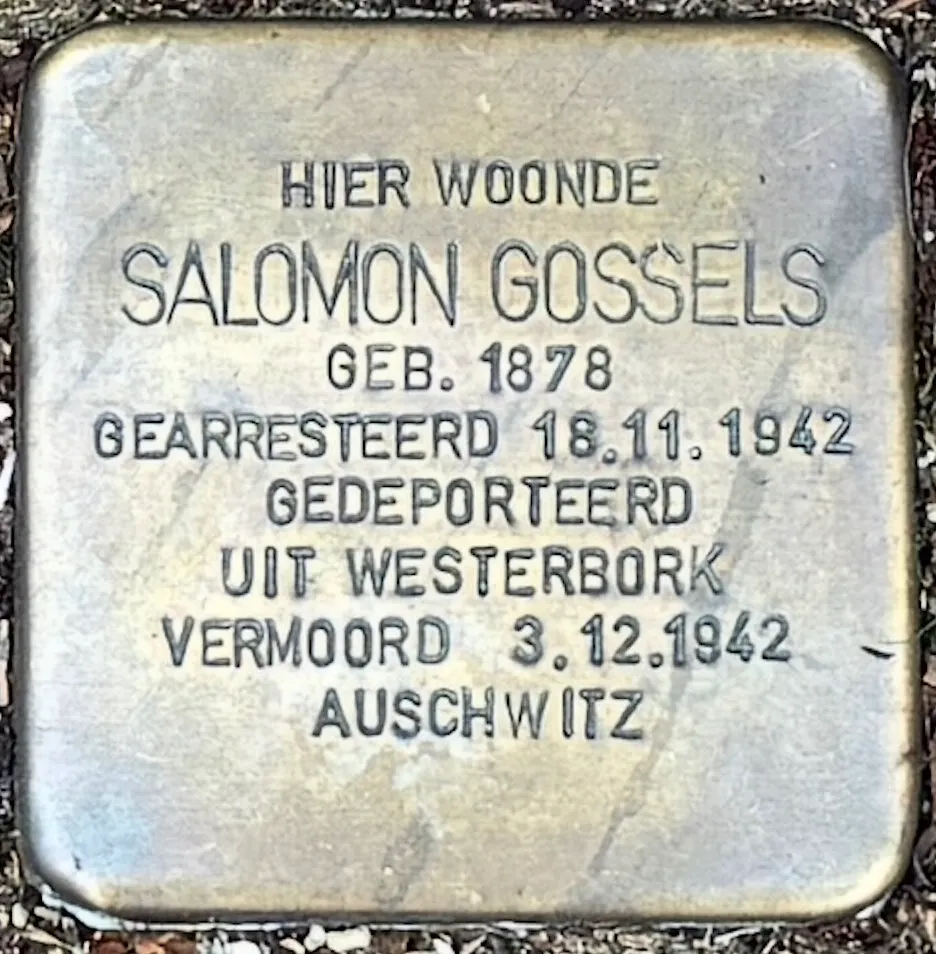 HIER WOONDE
SALOMON GOSSELS
GEB. 1878
GEARRESTEERD 18.11.1942
GEDEPORTEERD
UIT WESTERBORK
VERMOORD 3.12.1942
AUSCHWITZ